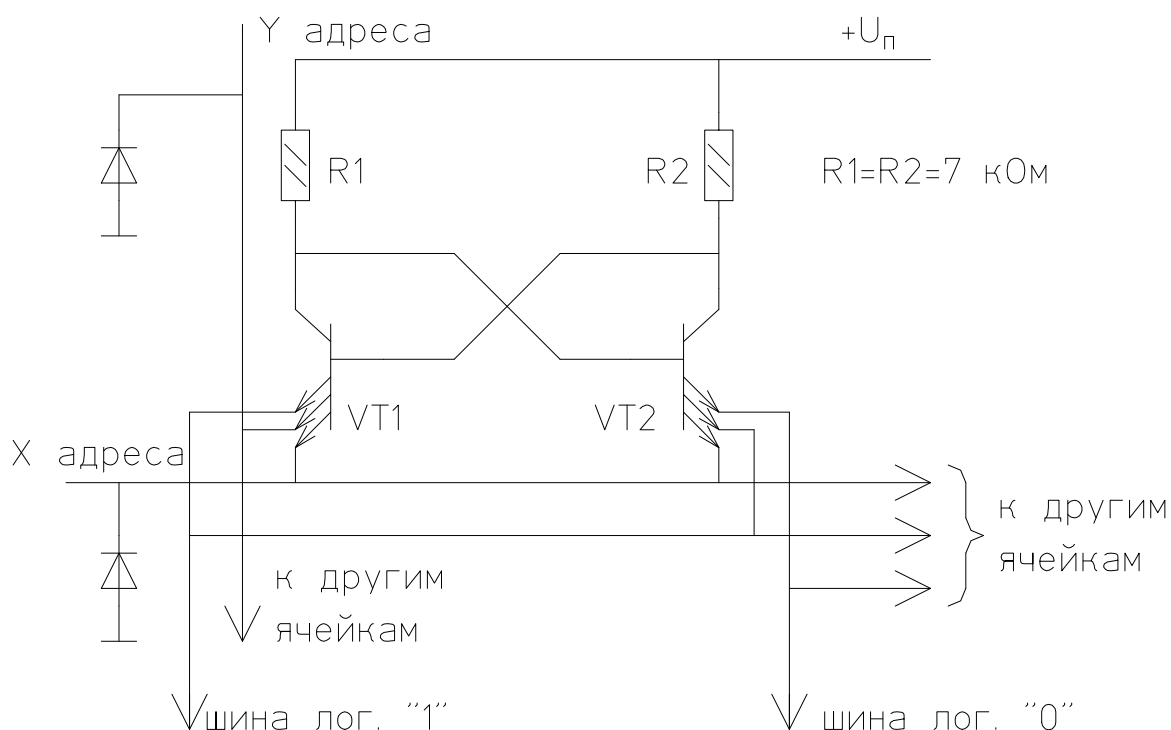 Y адреса
+Uп
R1
R2
R1=R2=7 кОм
VT1
VT2
X адреса
к другим
ячейкам
к другим
ячейкам
шина лог. "1"
шина лог. "0"